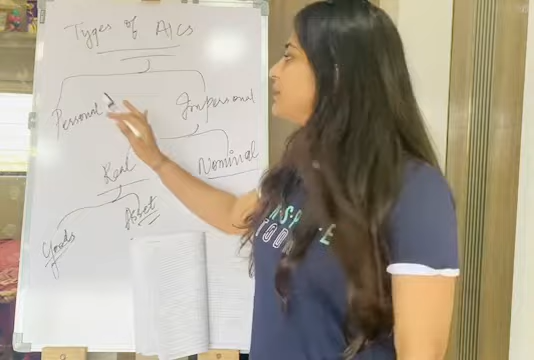 Types of A/Cs
Personal
Impersonal
Real
Nominal
Goods
Asset